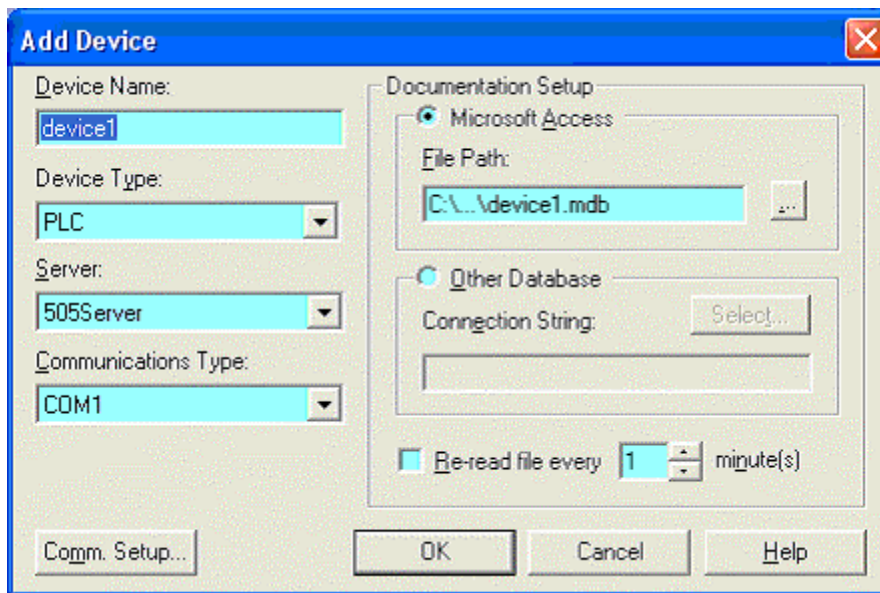 Add Device
Device Name:
device1
Device Type:
PLC
Server:
505Server
Communications Type:
COM1
Documentation Setup
Microsoft Access
File Path:
C:\...\device1.mdb
...
Other Database
Connection String:
Select...
Re-read file every 1 minute(s)
Comm. Setup...
OK
Cancel
Help